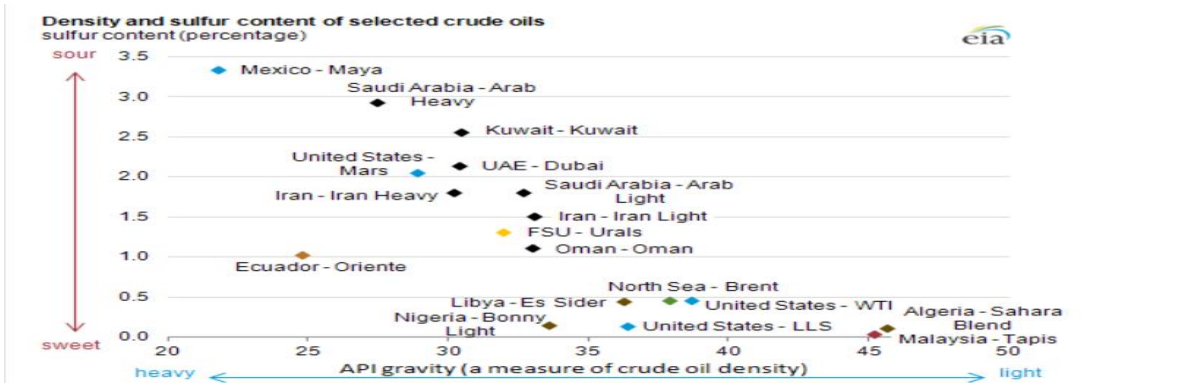 Density and sulfur content of selected crude oils
sulfur content (percentage)
eia
sour
3.5
Mexico - Maya
Saudi Arabia - Arab
Heavy
3.0
Kuwait - Kuwait
2.5
United States -
Mars
UAE - Dubai
2.0
Iran - Iran Heavy
Saudi Arabia - Arab
Light
1.5
Iran - Iran Light
FSU - Urals
Oman - Oman
1.0
Ecuador - Oriente
North Sea - Brent
0.5
Libya - Es Sider
United States - WTI
Algeria - Sahara
Blend
Nigeria - Bonny
Light
United States - LLS
Malaysia - Tapis
0.0
sweet
20 25 30 35 40 45 50
heavy
API gravity (a measure of crude oil density)
light